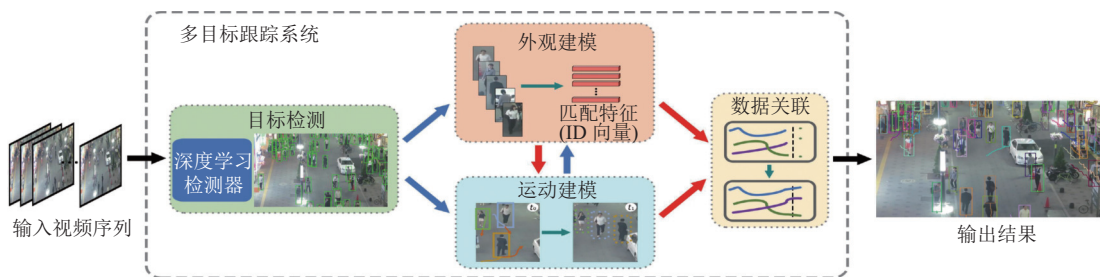 多目标跟踪系统
输入视频序列
目标检测
深度学习
检测器
外观建模
匹配特征
(ID 向量)
运动建模
t₀
t₁
数据关联
输出结果